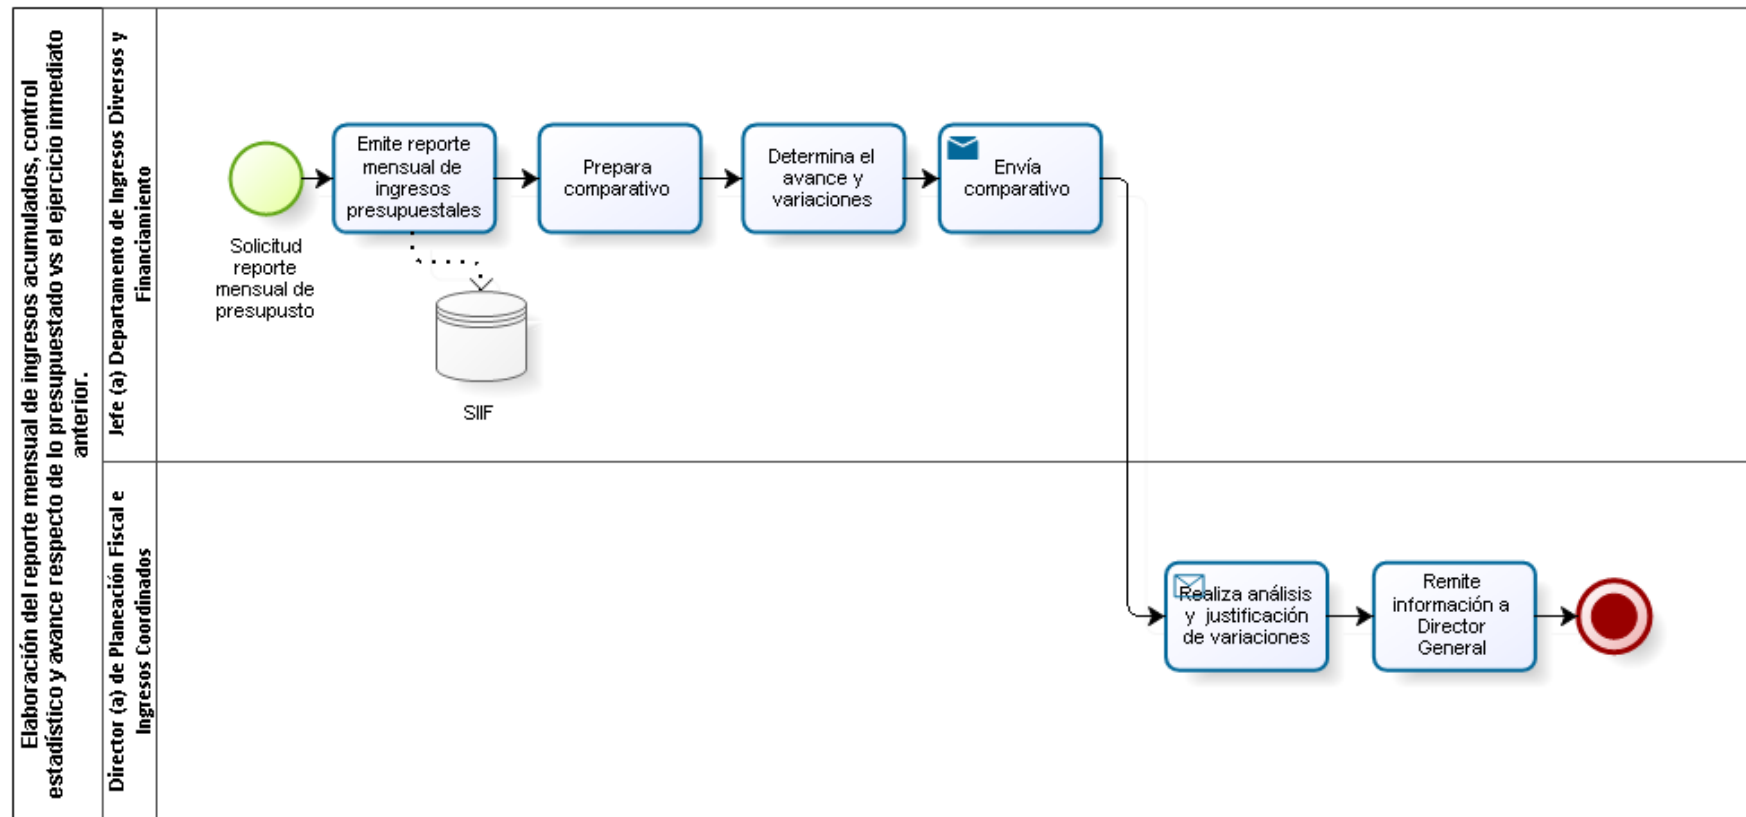 Elaboración del reporte mensual de ingresos acumulados, control
estadístico y avance respecto de lo presupuestado vs el ejercicio inmediato
anterior.
Jefe (a) Departamento de Ingresos Diversos y
Financiamiento
Solicitud
reporte
mensual de
presupusto
Emite reporte
mensual de
ingresos
presupuestales
SIIF
Prepara
comparativo
Determina el
avance y
variaciones
Envía
comparativo
Director (a) de Planeación Fiscal e
Ingresos Coordinados
Realiza análisis
y justificación
de variaciones
Remite
información a
Director
General